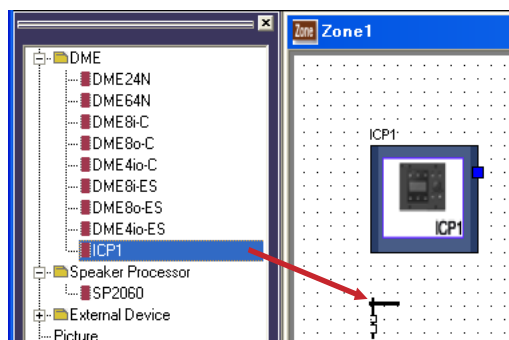 DME
DME24N
DME64N
DME8i-C
DME8o-C
DME4io-C
DME8i-ES
DME8o-ES
DME4io-ES
ICP1
Speaker Processor
SP2060
External Device
Picture
Zone Zone1
ICP1
ICP1